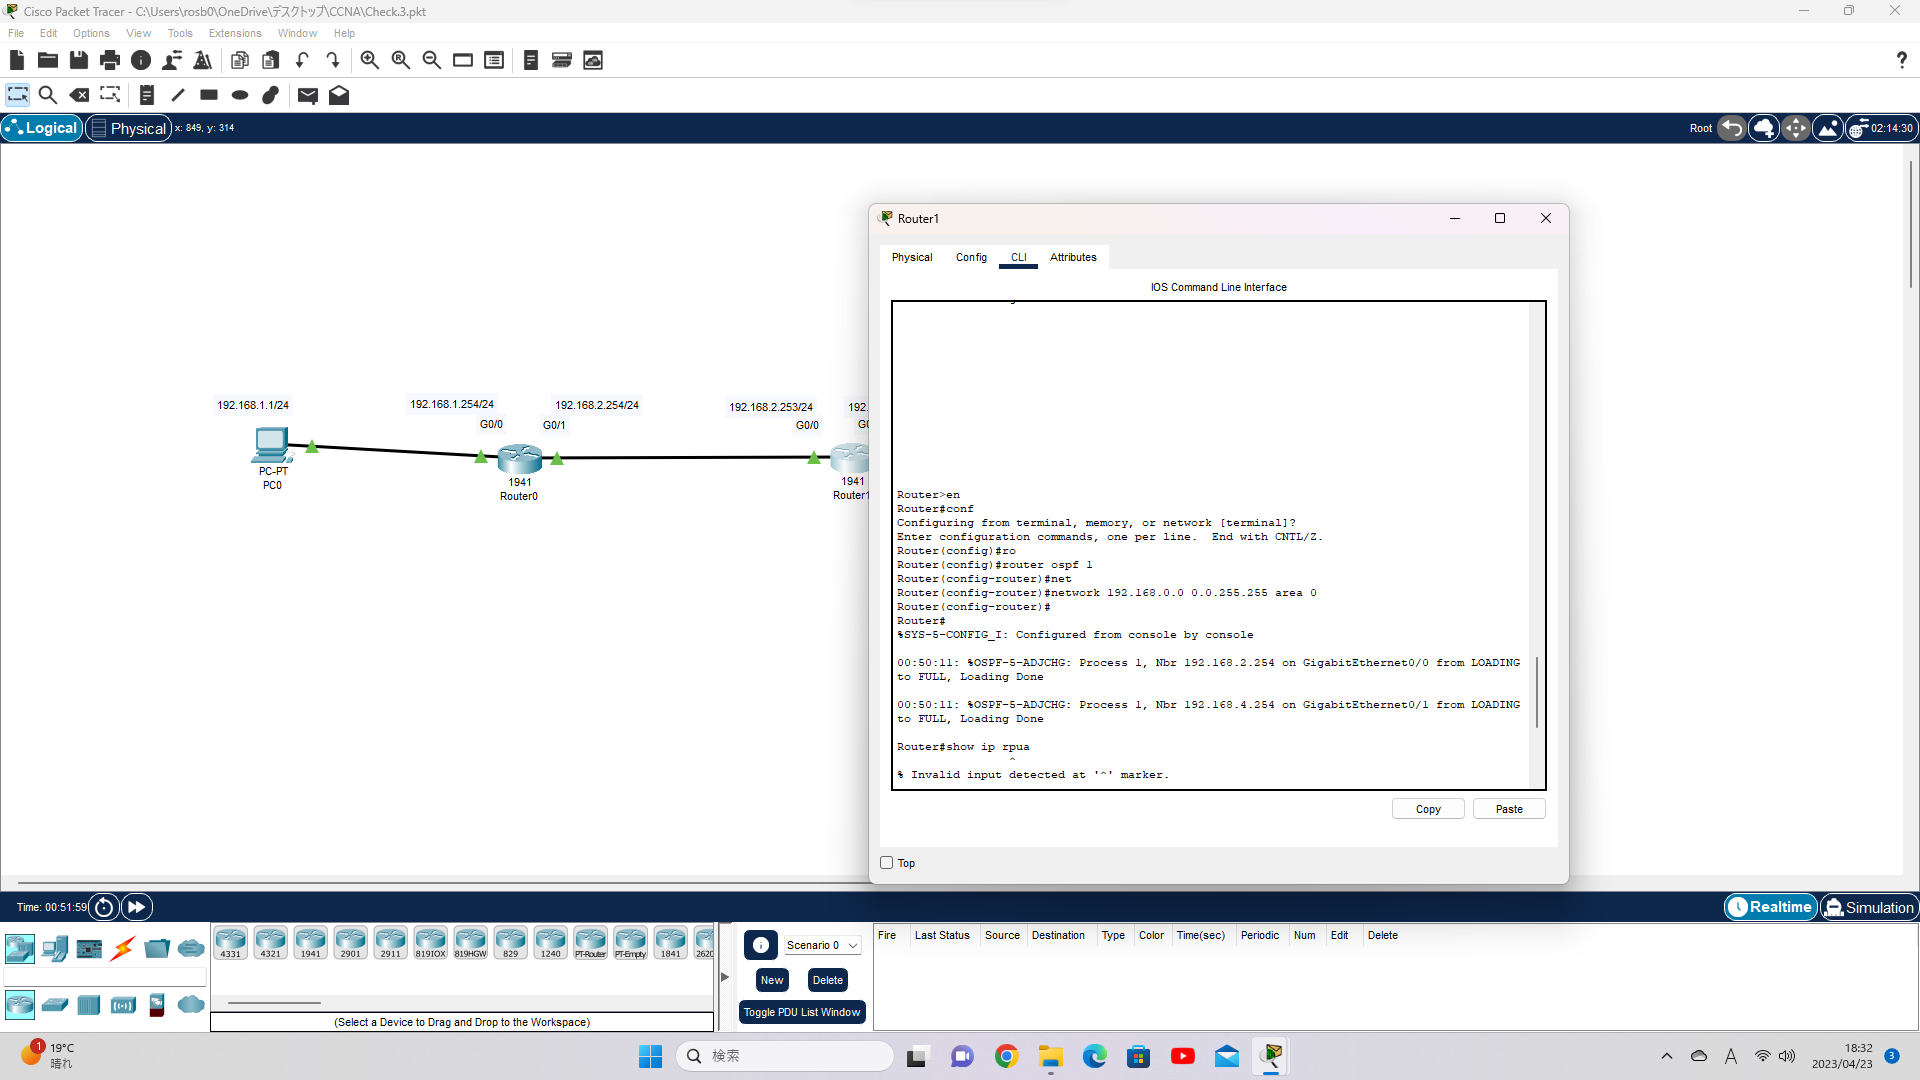 Cisco Packet Tracer - C:\Users\rosb0\OneDrive\デスクトップ\CCNA\Check.3.pkt
File Edit Options View Tools Extensions Window Help
Logical Physical x: 849, y: 314
Root 02:14:30
192.168.1.1/24
192.168.1.254/24
192.168.2.254/24
192.168.2.253/24
192.
G0/0
G0/1
G0/0
PC-PT
PC0
1941
Router0
1941
Router1
Router1
Physical Config CLI Attributes
IOS Command Line Interface
Router>en
Router#conf
Configuring from terminal, memory, or network [terminal]?
Enter configuration commands, one per line.  End with CNTL/Z.
Router(config)#ro
Router(config)#router ospf 1
Router(config-router)#net
Router(config-router)#network 192.168.0.0 0.0.255.255 area 0
Router(config-router)#
Router#
%SYS-5-CONFIG_I: Configured from console by console
00:50:11: %OSPF-5-ADJCHG: Process 1, Nbr 192.168.2.254 on GigabitEthernet0/0 from LOADING
to FULL, Loading Done
00:50:11: %OSPF-5-ADJCHG: Process 1, Nbr 192.168.4.254 on GigabitEthernet0/1 from LOADING
to FULL, Loading Done
Router#show ip rpua
^
% Invalid input detected at '^' marker.
Copy Paste
Top
Time: 00:51:59
Realtime Simulation
4331 4321 1941 2901 2911 819IOX 819HGW 829 1240 PT-Router PT-Empty 1841 2620
(Select a Device to Drag and Drop to the Workspace)
Scenario 0
New Delete
Toggle PDU List Window
Fire Last Status Source Destination Type Color Time(sec) Periodic Num Edit Delete
1
19°C
晴れ
検索
A
18:32
2023/04/23
3